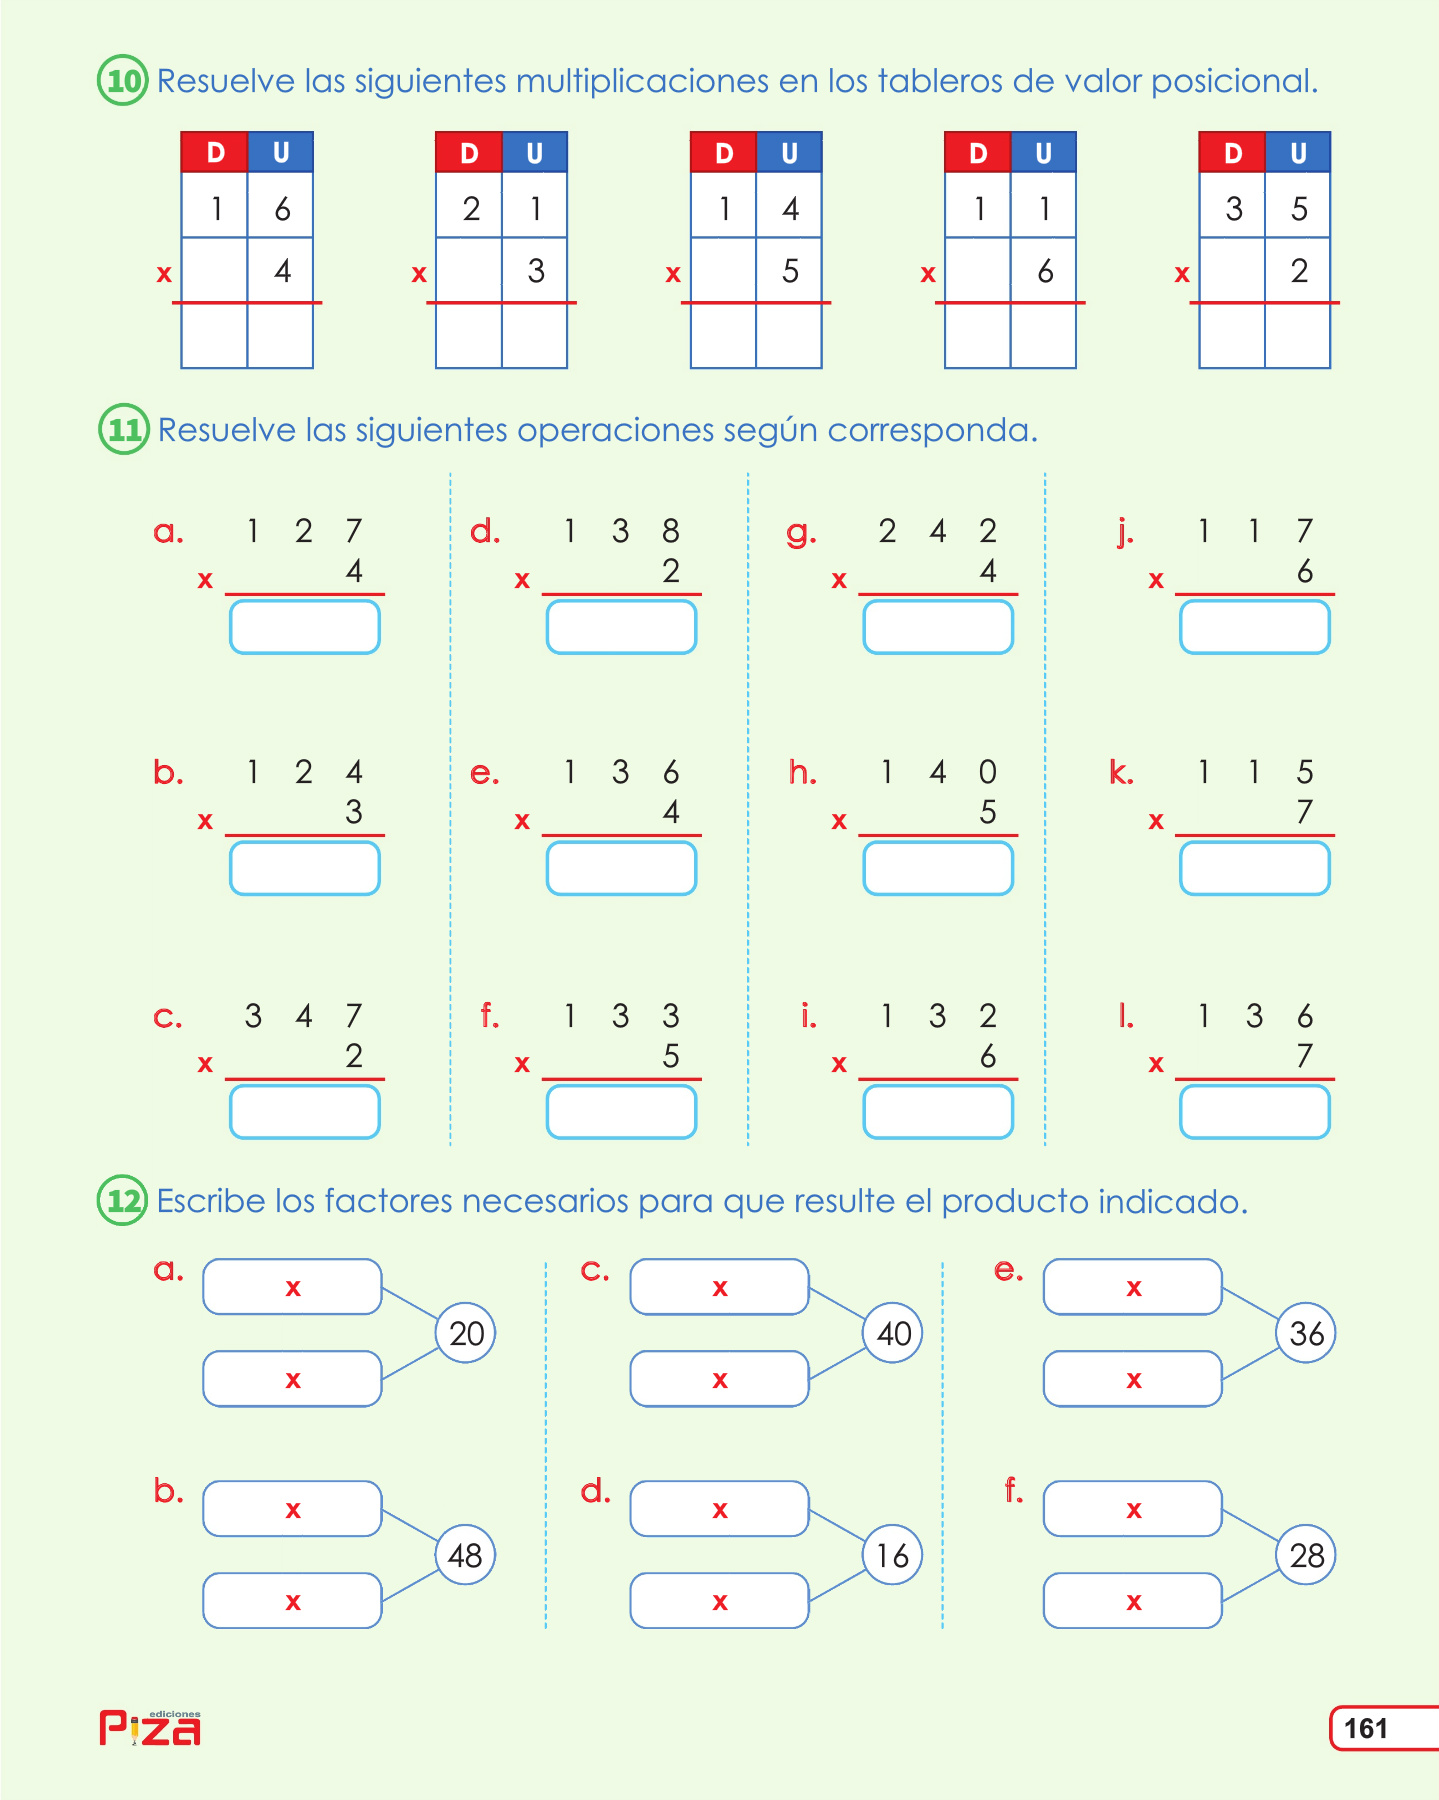 10 Resuelve las siguientes multiplicaciones en los tableros de valor posicional.
D U D U D U D U D U
1 6 2 1 1 4 1 1 3 5
x 4 x 3 x 5 x 6 x 2
11 Resuelve las siguientes operaciones según corresponda.
a. 1 2 7 d. 1 3 8 g. 2 4 2 j. 1 1 7
x 4 x 2 x 4 x 6
b. 1 2 4 e. 1 3 6 h. 1 4 0 k. 1 1 5
x 3 x 4 x 5 x 7
c. 3 4 7 f. 1 3 3 i. 1 3 2 l. 1 3 6
x 2 x 5 x 6 x 7
12 Escribe los factores necesarios para que resulte el producto indicado.
a. x c. x e. x
20 40 36
x x x
b. x d. x f. x
48 16 28
x x x
ediciones
Piza
161